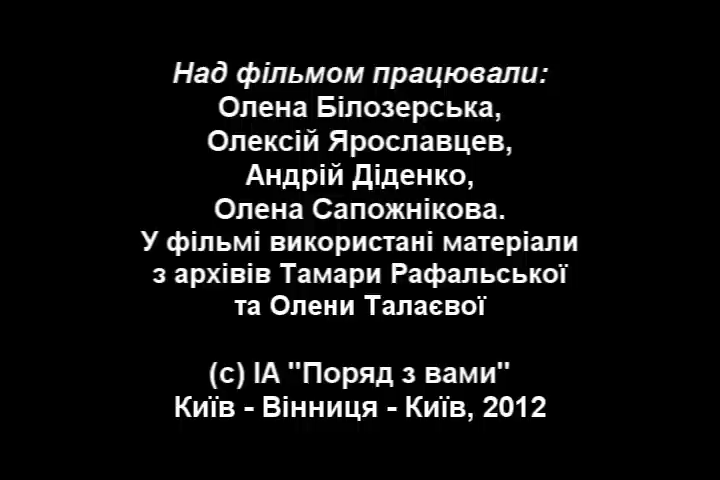 Над фільмом працювали:
Олена Білозерська,
Олексій Ярославцев,
Андрій Діденко,
Олена Сапожнікова.
У фільмі використані матеріали
з архівів Тамари Рафальської
та Олени Талаєвої
(с) ІА "Поряд з вами"
Київ - Вінниця - Київ, 2012